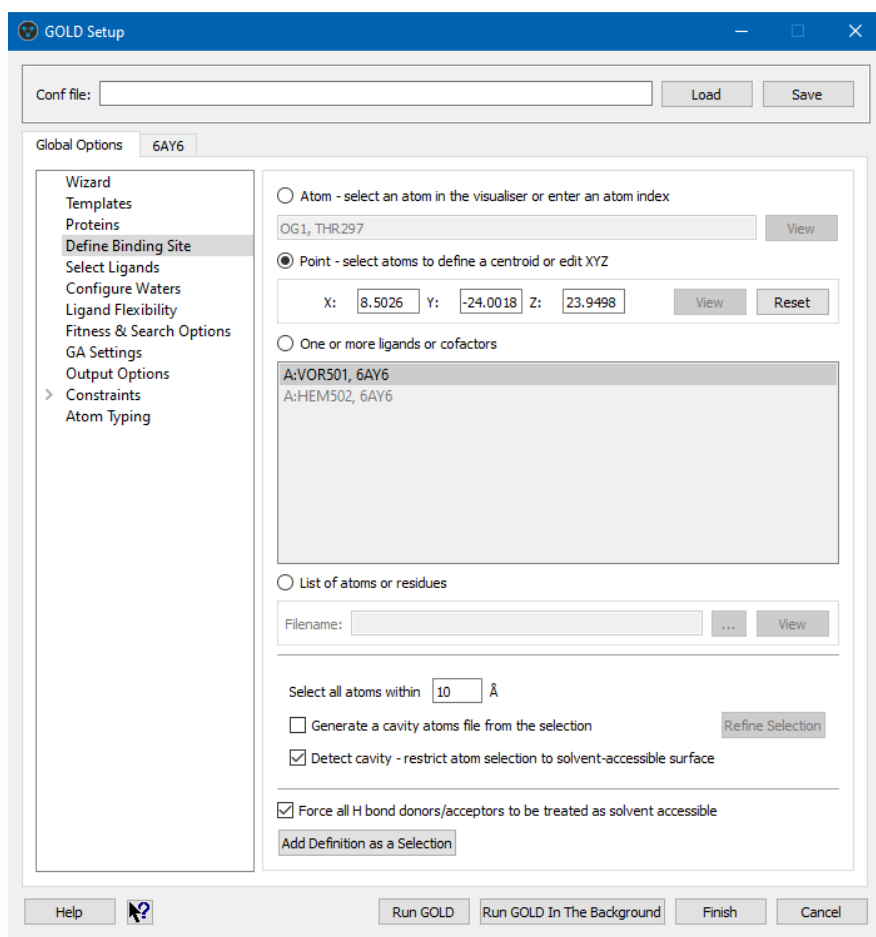 GOLD Setup
Conf file: Load Save
Global Options 6AY6
Wizard
Templates
Proteins
Define Binding Site
Select Ligands
Configure Waters
Ligand Flexibility
Fitness & Search Options
GA Settings
Output Options
Constraints
Atom Typing
Atom - select an atom in the visualiser or enter an atom index
OG1, THR297 View
Point - select atoms to define a centroid or edit XYZ
X: 8.5026 Y: -24.0018 Z: 23.9498 View Reset
One or more ligands or cofactors
A:VOR501, 6AY6
A:HEM502, 6AY6
List of atoms or residues
Filename: ... View
Select all atoms within 10 Å
Generate a cavity atoms file from the selection Refine Selection
Detect cavity - restrict atom selection to solvent-accessible surface
Force all H bond donors/acceptors to be treated as solvent accessible
Add Definition as a Selection
Help ? Run GOLD Run GOLD In The Background Finish Cancel